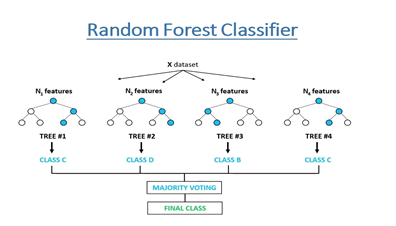 Random Forest Classifier
X dataset
N₁ features N₂ features N₃ features N₄ features
TREE #1 TREE #2 TREE #3 TREE #4
CLASS C CLASS D CLASS B CLASS C
MAJORITY VOTING
FINAL CLASS